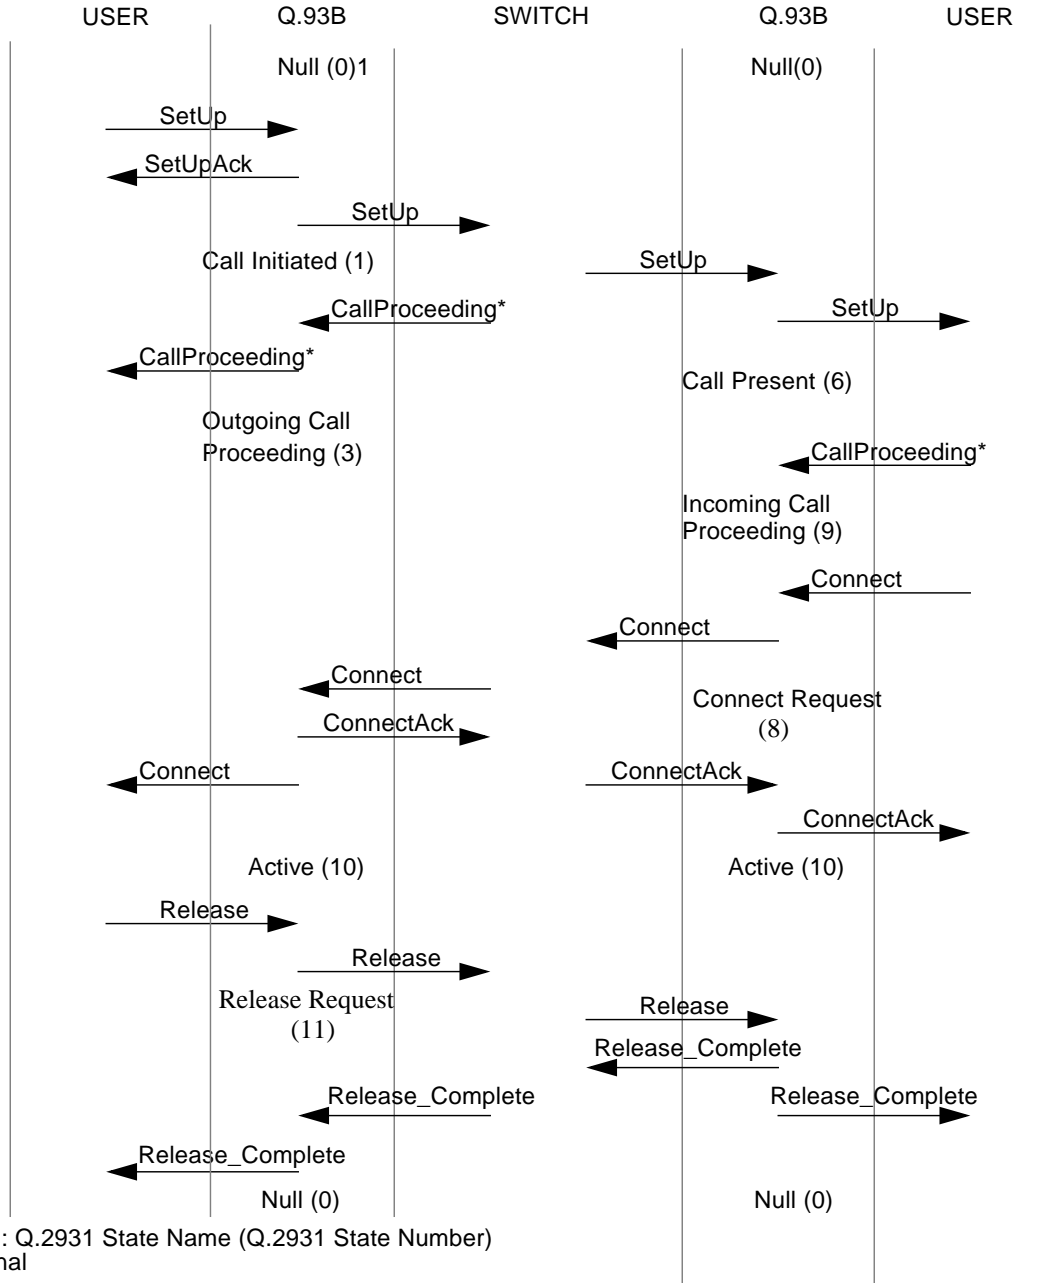 USER Q.93B SWITCH Q.93B USER
Null (0)1 Null(0)
SetUp
SetUpAck
SetUp
Call Initiated (1) SetUp
CallProceeding* SetUp
CallProceeding*
Call Present (6)
Outgoing Call
Proceeding (3) CallProceeding*
Incoming Call
Proceeding (9)
Connect
Connect
Connect
Connect Request
ConnectAck (8)
Connect ConnectAck
ConnectAck
Active (10) Active (10)
Release
Release
Release Request Release
(11)
Release_Complete
Release_Complete Release_Complete
Release_Complete
Null (0) Null (0)
: Q.2931 State Name (Q.2931 State Number)
nal